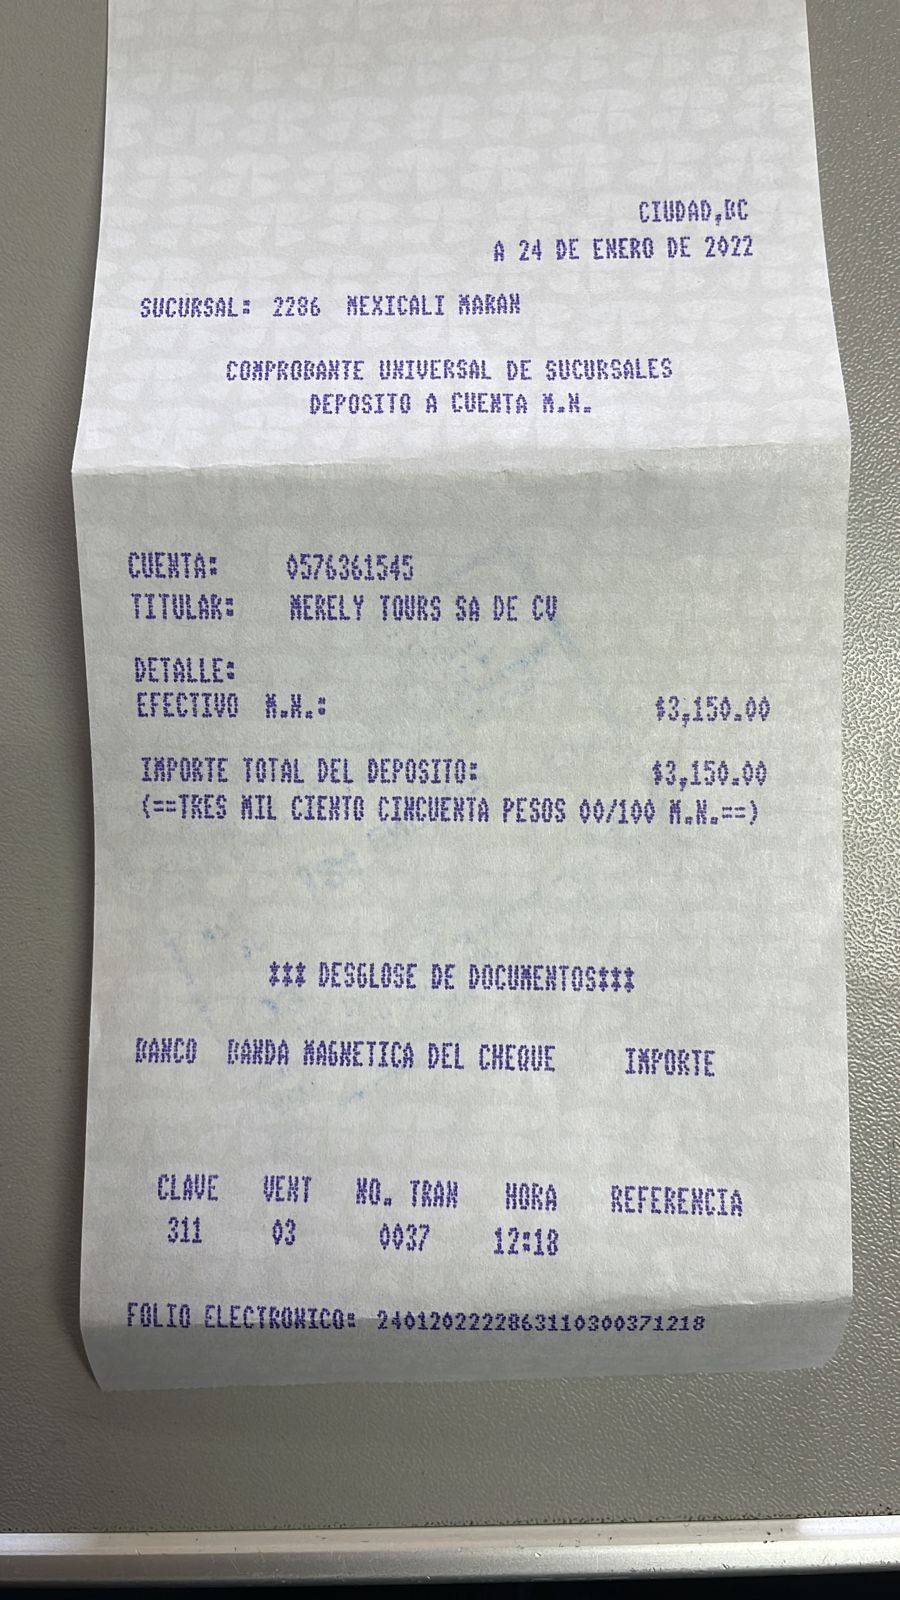 CIUDAD,BC
A 24 DE ENERO DE 2022
SUCURSAL: 2286 MEXICALI MARAN
COMPROBANTE UNIVERSAL DE SUCURSALES
DEPOSITO A CUENTA M.N.
CUENTA: 0576361545
TITULAR: MERELY TOURS SA DE CV
DETALLE:
EFECTIVO M.N.: $3,150.00
IMPORTE TOTAL DEL DEPOSITO: $3,150.00
(==TRES MIL CIENTO CINCUENTA PESOS 00/100 M.N.==)
*** DESGLOSE DE DOCUMENTOS***
BANCO BANDA MAGNETICA DEL CHEQUE IMPORTE
CLAVE VENT NO. TRAN HORA REFERENCIA
311 03 0037 12:18
FOLIO ELECTRONICO: 2401202222863110300371218